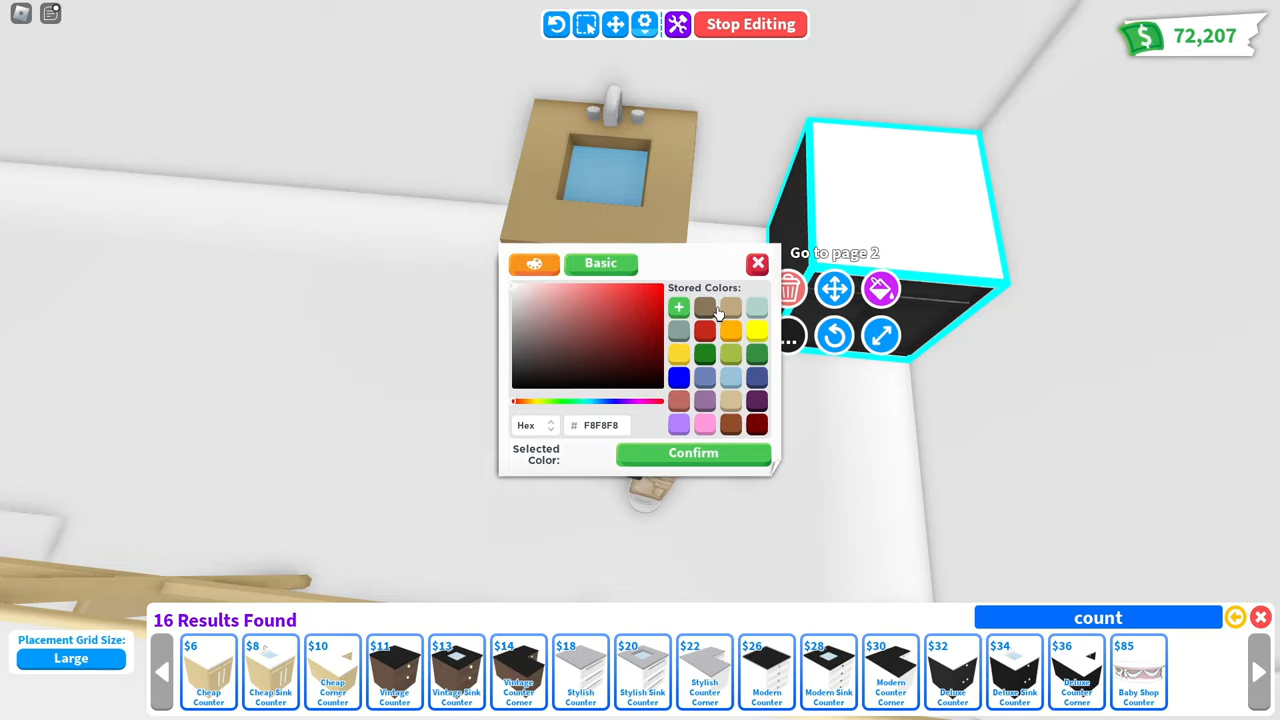 Stop Editing
$ 72,207
Go to page 2
Basic
Stored Colors:
Hex
# F8F8F8
Selected
Color:
Confirm
...
16 Results Found
count
Placement Grid Size:
Large
$6
Cheap
Counter
$8
Cheap Sink
Counter
$10
Cheap
Corner
Counter
$11
Vintage
Counter
$13
Vintage Sink
Counter
$14
Vintage
Counter
Corner
$18
Stylish
Counter
$20
Stylish Sink
Counter
$22
Stylish
Counter
Corner
$26
Modern
Counter
$28
Modern Sink
Counter
$30
Modern
Counter
Corner
$32
Deluxe
Counter
$34
Deluxe Sink
Counter
$36
Deluxe
Counter
Corner
$85
Baby Shop
Counter